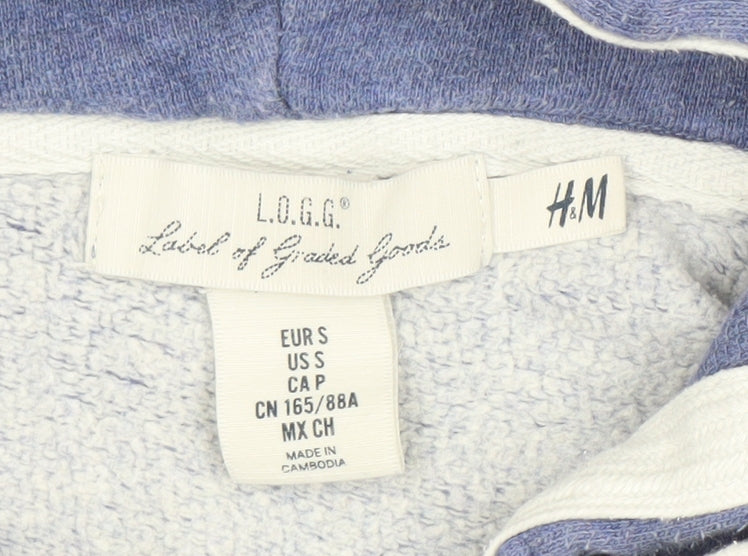 L.O.G.G.®
Label of Graded Goods
H&M
EUR S
US S
CA P
CN 165/88A
MX CH
MADE IN
CAMBODIA